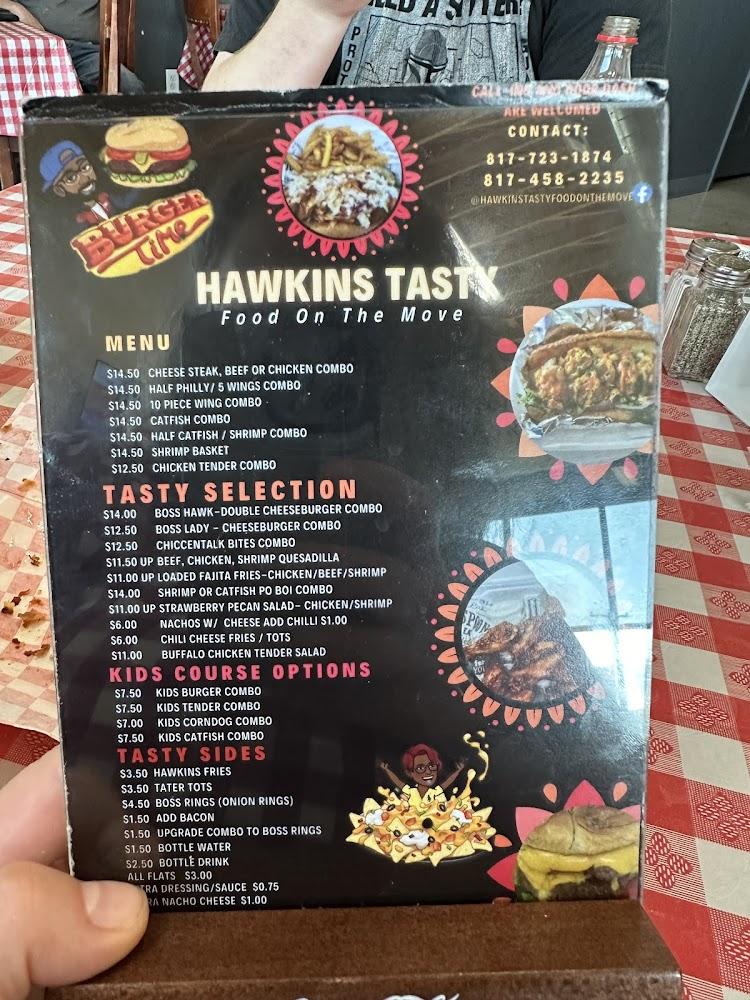 CALL-INS AND DOOR DASH
ARE WELCOMED
CONTACT:
817-723-1874
817-458-2235
@HAWKINSTASTYFOODONTHEMOVE
BURGER
Time
HAWKINS TASTY
Food On The Move
MENU
$14.50 CHEESE STEAK, BEEF OR CHICKEN COMBO
$14.50 HALF PHILLY/ 5 WINGS COMBO
$14.50 10 PIECE WING COMBO
$14.50 CATFISH COMBO
$14.50 HALF CATFISH / SHRIMP COMBO
$14.50 SHRIMP BASKET
$12.50 CHICKEN TENDER COMBO
TASTY SELECTION
$14.00 BOSS HAWK-DOUBLE CHEESEBURGER COMBO
$12.50 BOSS LADY - CHEESEBURGER COMBO
$12.50 CHICCENTALK BITES COMBO
$11.50 UP BEEF, CHICKEN, SHRIMP QUESADILLA
$11.00 UP LOADED FAJITA FRIES-CHICKEN/BEEF/SHRIMP
$14.00 SHRIMP OR CATFISH PO BOI COMBO
$11.00 UP STRAWBERRY PECAN SALAD- CHICKEN/SHRIMP
$6.00 NACHOS W/ CHEESE ADD CHILLI $1.00
$6.00 CHILI CHEESE FRIES / TOTS
$11.00 BUFFALO CHICKEN TENDER SALAD
KIDS COURSE OPTIONS
$7.50 KIDS BURGER COMBO
$7.50 KIDS TENDER COMBO
$7.00 KIDS CORNDOG COMBO
$7.50 KIDS CATFISH COMBO
TASTY SIDES
$3.50 HAWKINS FRIES
$3.50 TATER TOTS
$4.50 BOSS RINGS (ONION RINGS)
$1.50 ADD BACON
$1.50 UPGRADE COMBO TO BOSS RINGS
$1.50 BOTTLE WATER
$2.50 BOTTLE DRINK
ALL FLATS $3.00
TRA DRESSING/SAUCE $0.75
RA NACHO CHEESE $1.00